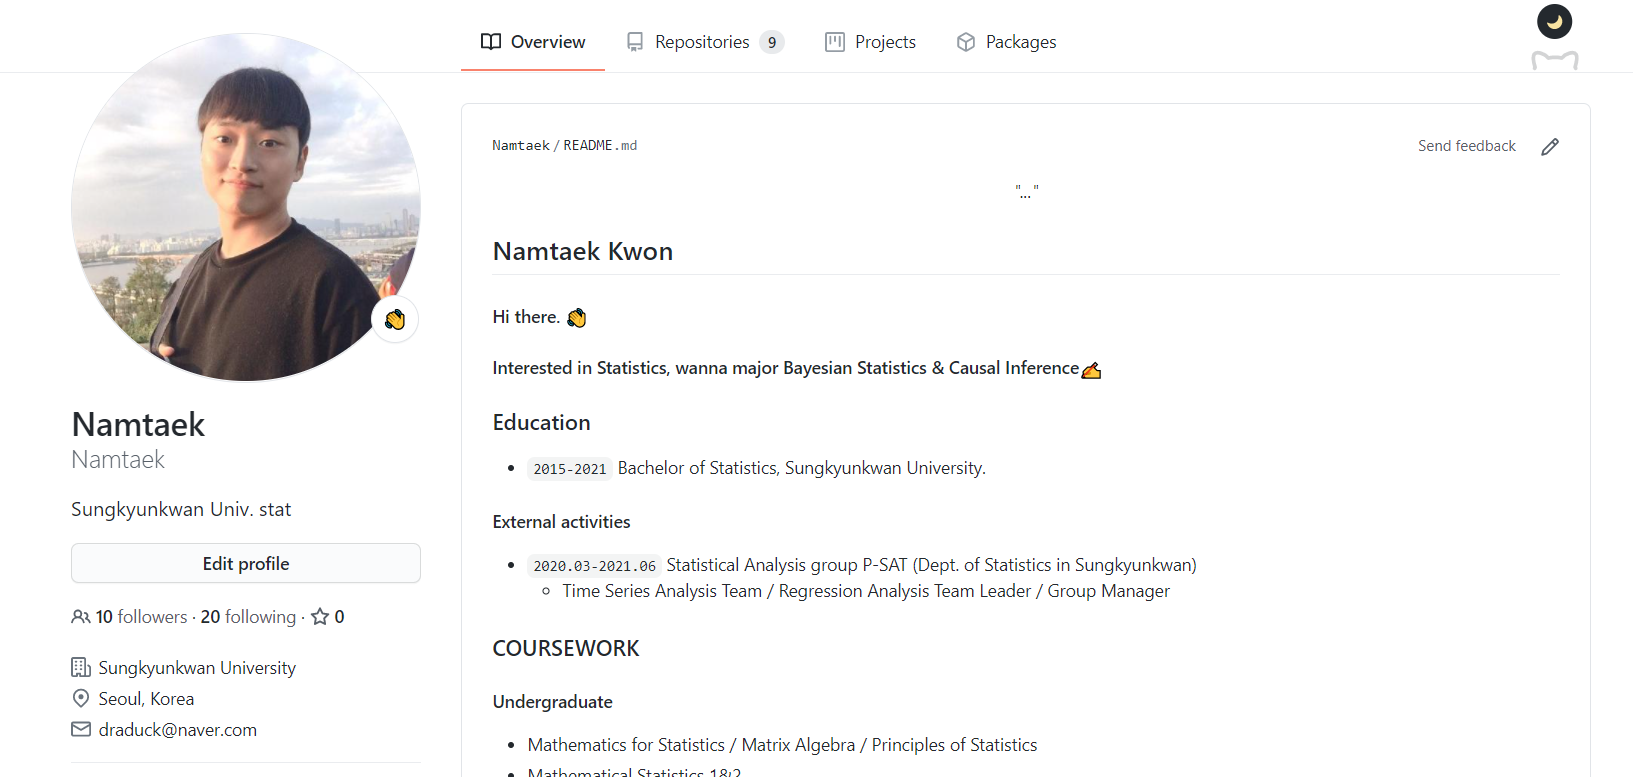 Overview Repositories 9 Projects Packages
Namtaek
Namtaek
Sungkyunkwan Univ. stat
Edit profile
10 followers · 20 following · 0
Sungkyunkwan University
Seoul, Korea
draduck@naver.com
Namtaek / README.md
Send feedback
"..."
Namtaek Kwon
Hi there. 👋
Interested in Statistics, wanna major Bayesian Statistics & Causal Inference✍
Education
• 2015-2021 Bachelor of Statistics, Sungkyunkwan University.
External activities
• 2020.03-2021.06 Statistical Analysis group P-SAT (Dept. of Statistics in Sungkyunkwan)
◦ Time Series Analysis Team / Regression Analysis Team Leader / Group Manager
COURSEWORK
Undergraduate
• Mathematics for Statistics / Matrix Algebra / Principles of Statistics
• Mathematical Statistics 1&2